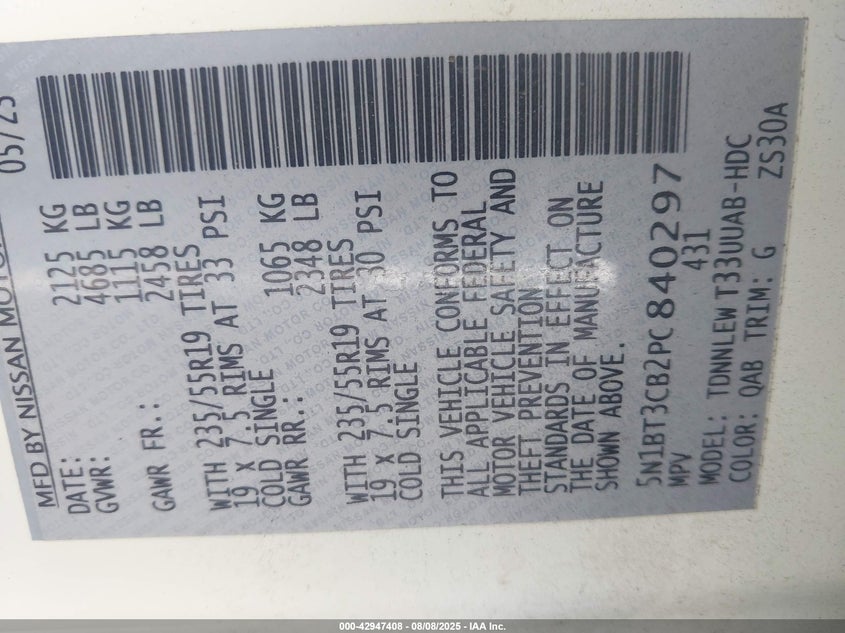 MFD BY NISSAN MOTOR
DATE: 05/23
GVWR: 2125 KG
4685 LB
GAWR FR.: 1115 KG
2458 LB
WITH 235/55R19 TIRES
19 X 7.5 RIMS AT 33 PSI
COLD SINGLE
GAWR RR.: 1065 KG
2348 LB
WITH 235/55R19 TIRES
19 X 7.5 RIMS AT 30 PSI
COLD SINGLE
THIS VEHICLE CONFORMS TO
ALL APPLICABLE FEDERAL
MOTOR VEHICLE SAFETY AND
THEFT PREVENTION
STANDARDS IN EFFECT ON
THE DATE OF MANUFACTURE
SHOWN ABOVE.
5N1BT3CB2PC840297
MPV 431
MODEL: TDNNLEWT33UUAB-HDC
COLOR: QAB TRIM: G ZS30A
000-42947408 - 08/08/2025 - IAA Inc.